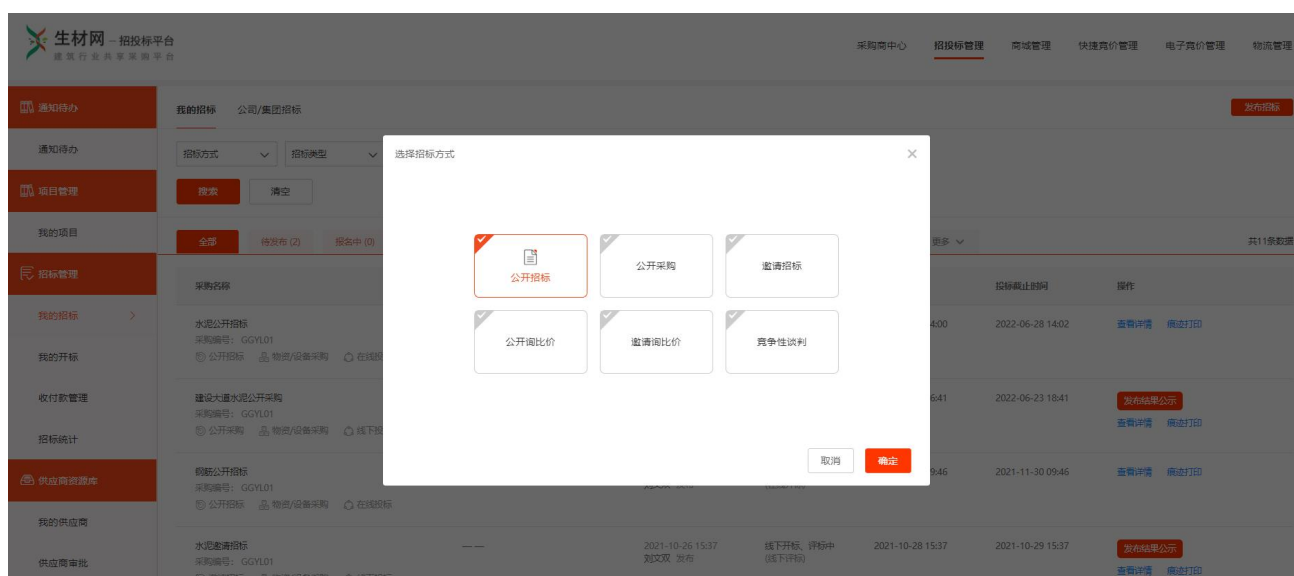 生材网 – 招投标平台
建筑行业共享采购平台
采购商中心 招投标管理 商城管理 快捷竞价管理 电子竞价管理 物流管理
通知待办
通知待办
项目管理
我的项目
招标管理
我的招标
我的开标
收付款管理
招标统计
供应商资源库
我的供应商
供应商审批
我的招标 公司/集团招标
发布招标
招标方式 招标类型
搜索 清空
全部 待发布 (2) 报名中 (0) 更多 共11条数据
采购名称 投标截止时间 操作
水泥公开招标 4:00 2022-06-28 14:02 查看详情 痕迹打印
采购编号: GGYL01
公开招标 物资/设备采购 在线投
建设大道水泥公开采购 6:41 2022-06-23 18:41 发布结果公示
采购编号: GGYL01
公开采购 物资/设备采购 线下投
查看详情 痕迹打印
钢筋公开招标 9:46 2021-11-30 09:46 查看详情 痕迹打印
采购编号: GGYL01
公开招标 物资/设备采购 在线投标
水泥邀请招标 —— 2021-10-26 15:37 线下开标、评标中 2021-10-28 15:37 2021-10-29 15:37 发布结果公示
采购编号: GGYL01 刘文双 发布 (线下评标)
查看详情 痕迹打印
选择招标方式
公开招标 公开采购 邀请招标
公开询比价 邀请询比价 竞争性谈判
取消 确定